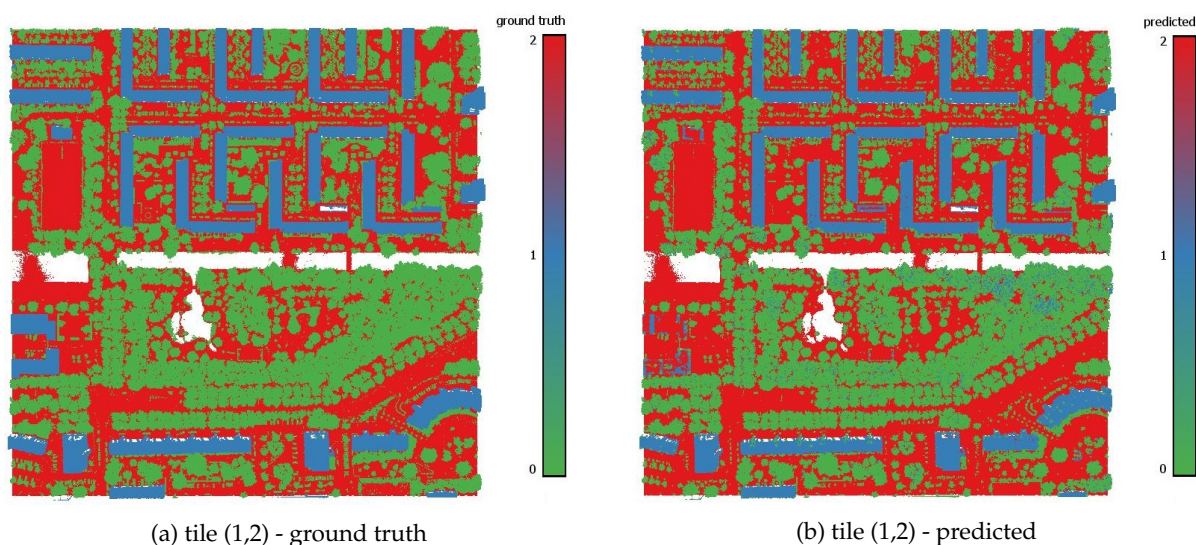 ground truth
2
1
0
predicted
2
1
0
(a) tile (1,2) - ground truth
(b) tile (1,2) - predicted